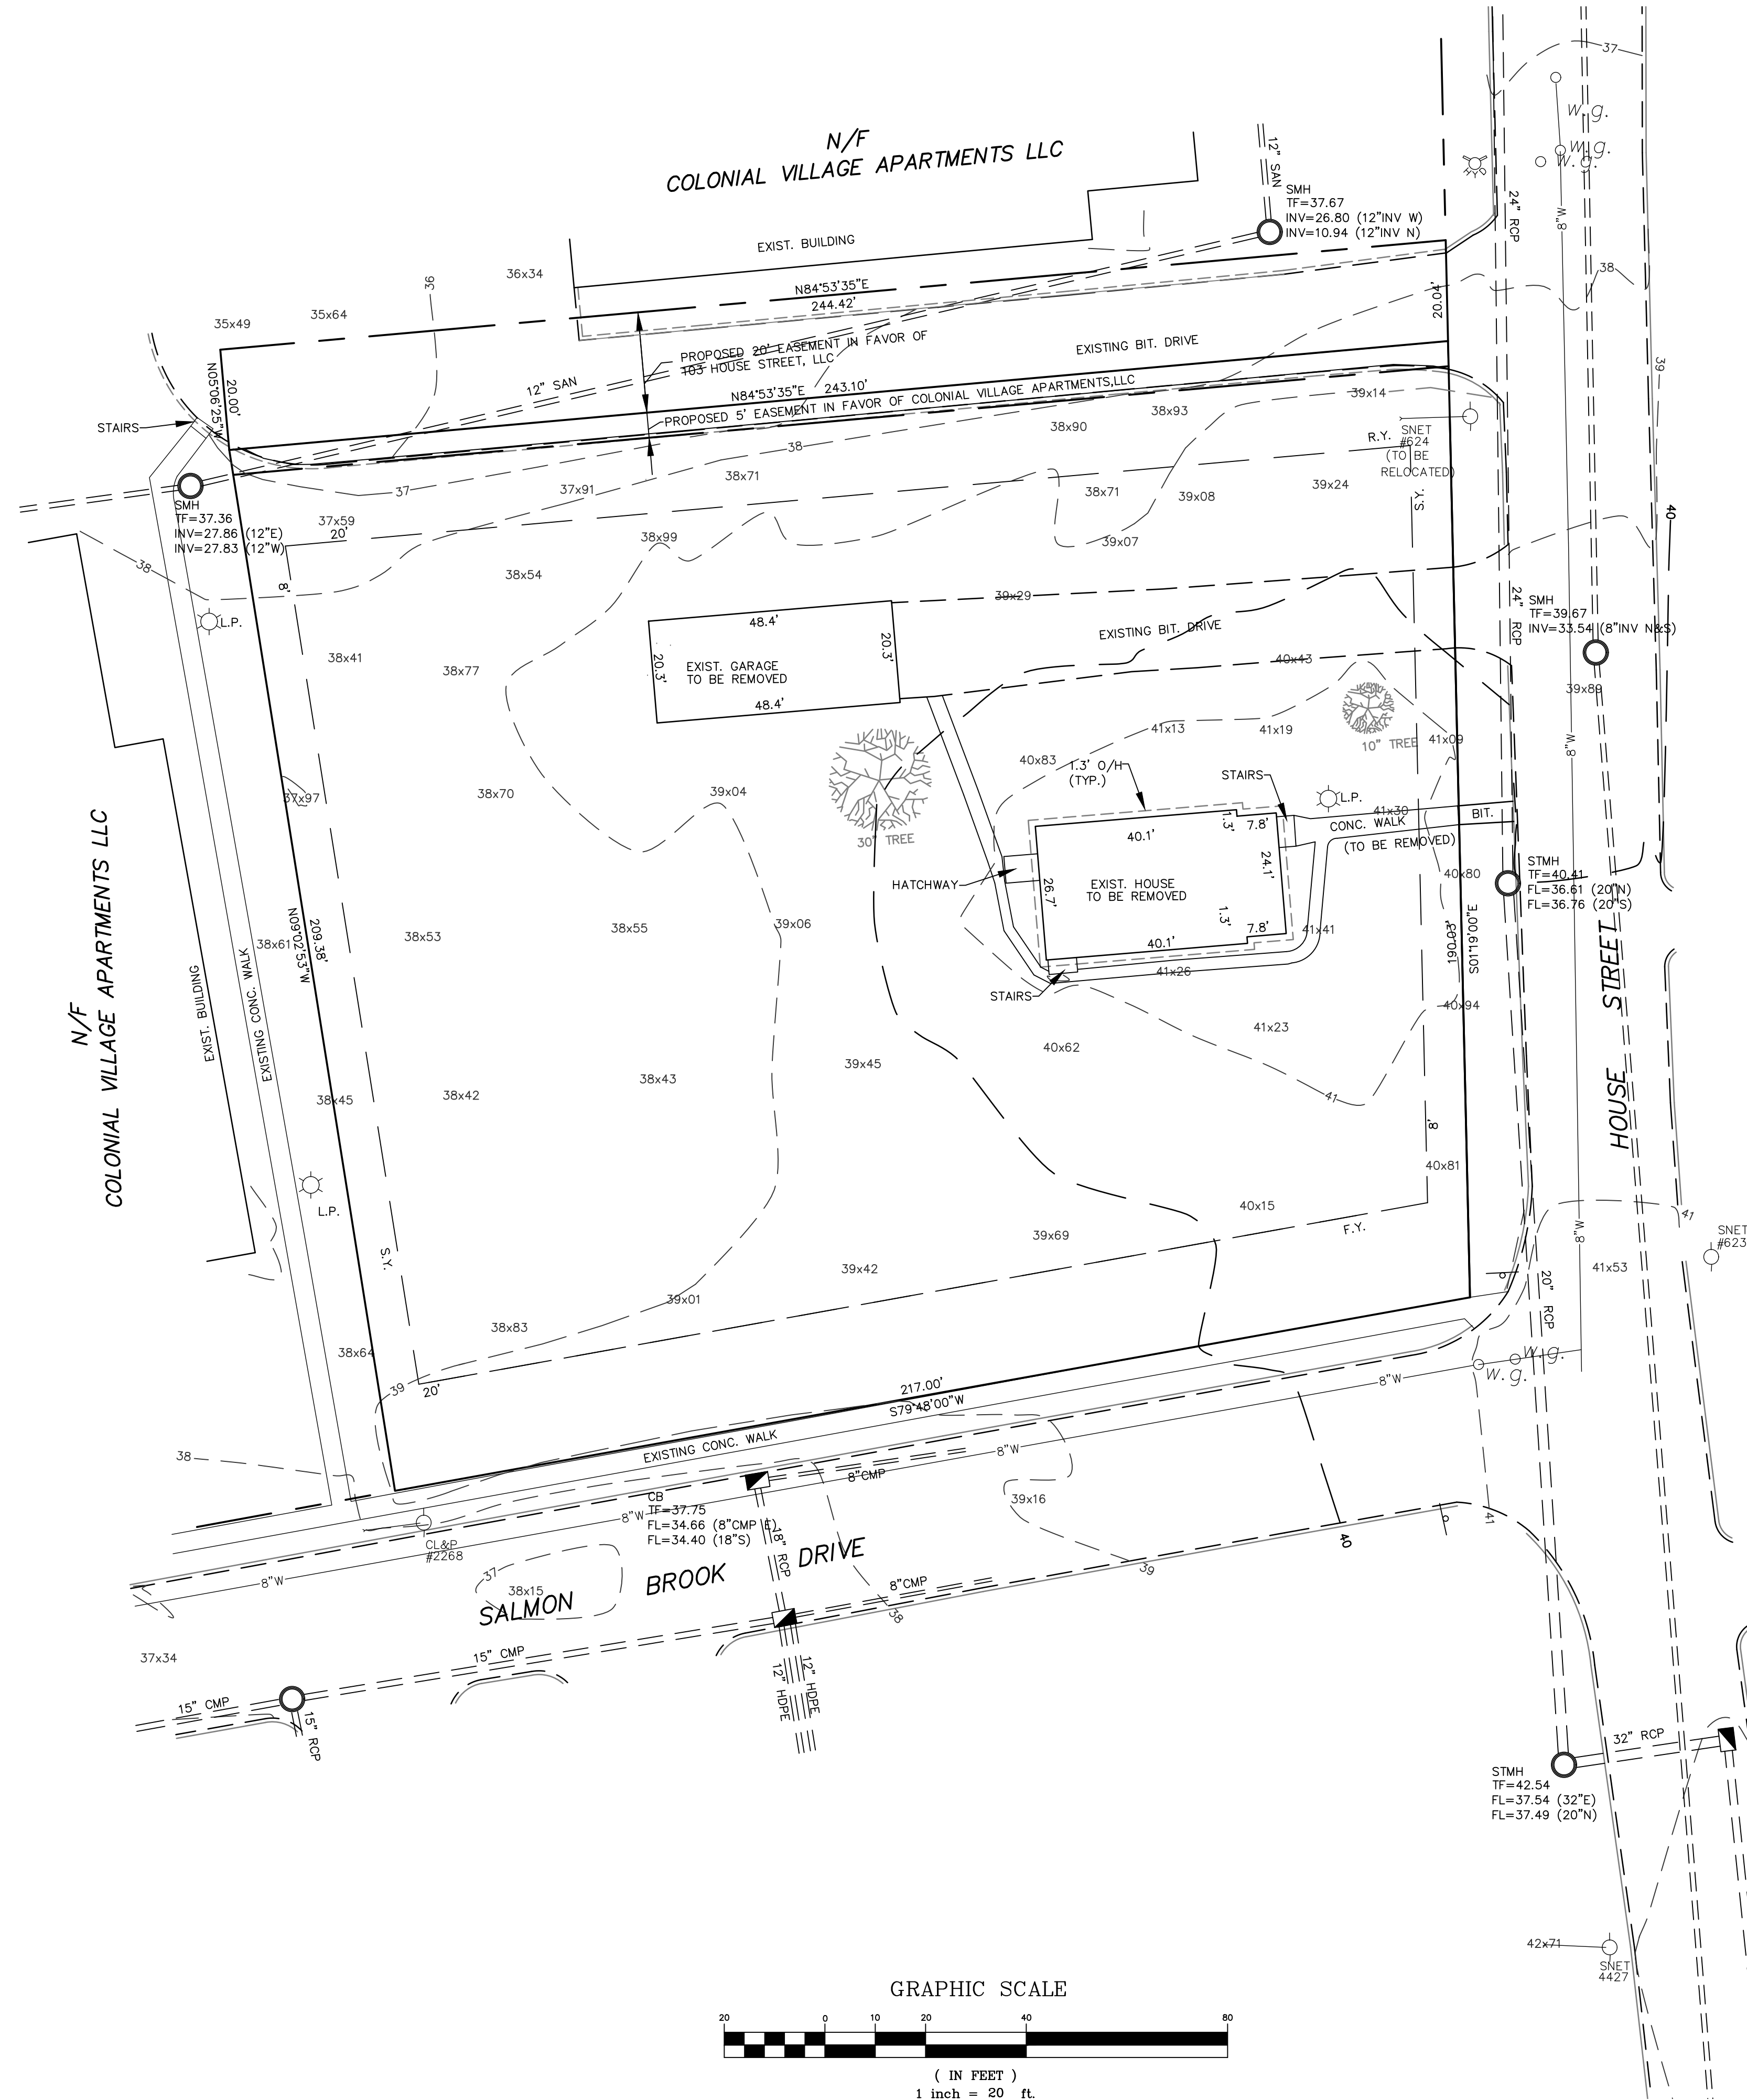 37
w.g.
w.g.
w.g.
N/F
COLONIAL VILLAGE APARTMENTS LLC
12" SAN
SMH
TF=37.67
INV=26.80 (12"INV W)
INV=10.94 (12"INV N)
24" RCP
8"W
EXIST. BUILDING
36x34
36
38
N84°53'35"E
244.42'
20.04'
35x49
35x64
PROPOSED 20' EASEMENT IN FAVOR OF
103 HOUSE STREET, LLC
EXISTING BIT. DRIVE
N05°06'25"W
20.00'
12" SAN
39
N84°53'35"E 243.10'
PROPOSED 5' EASEMENT IN FAVOR OF COLONIAL VILLAGE APARTMENTS,LLC
39x14
38x93
STAIRS
38x90
SNET
#624
(TO BE
RELOCATED)
R.Y.
38
38x71
37
37x91
38x71
39x08
39x24
S.Y.
40
SMH
TF=37.36
INV=27.86 (12"E)
INV=27.83 (12"W)
37x59
20'
38x99
39x07
38
38x54
8'
39x29
24" RCP
SMH
TF=39.67
INV=33.54 (8"INV N&S)
L.P.
48.4'
20.3'
EXISTING BIT. DRIVE
38x41
38x77
20.3'
EXIST. GARAGE
TO BE REMOVED
40x43
39x89
48.4'
41x13
41x19
10" TREE
41x09
8"W
40x83
1.3' O/H
(TYP.)
STAIRS
37x97
38x70
39x04
L.P.
41x30
BIT.
30" TREE
40.1'
1.3'
7.8'
CONC. WALK
(TO BE REMOVED)
24.1'
STMH
TF=40.41
FL=36.61 (20"N)
FL=36.76 (20"S)
HATCHWAY
26.7'
EXIST. HOUSE
TO BE REMOVED
40x80
N/F
COLONIAL VILLAGE APARTMENTS LLC
EXIST. BUILDING
EXISTING CONC. WALK
38x61
N09°02'53"W
209.38'
38x53
38x55
39x06
1.3'
7.8'
40.1'
41x41
190.03'
S01°19'00"E
HOUSE STREET
41x26
STAIRS
40x94
41x23
40x62
39x45
38x43
38x42
38x45
41
8'
40x81
L.P.
40x15
F.Y.
39x69
41
SNET
#623
8"W
S.Y.
39x42
41x53
39x01
20" RCP
38x83
38x64
w.g.
w.g.
39
20'
217.00'
S79°48'00"W
8"W
EXISTING CONC. WALK
38
8"W
8"CMP
CB
TF=37.75
FL=34.66 (8"CMP E)
FL=34.40 (18"S)
8"W
39x16
41
CL&P
#2268
18" RCP
40
SALMON BROOK DRIVE
37
38x15
8"W
39
8"CMP
38
37x34
15" CMP
12" HDPE
12" HDPE
15" CMP
15" RCP
32" RCP
STMH
TF=42.54
FL=37.54 (32"E)
FL=37.49 (20"N)
42x71
SNET
4427
GRAPHIC SCALE
20 0 10 20 40 80
( IN FEET )
1 inch = 20 ft.